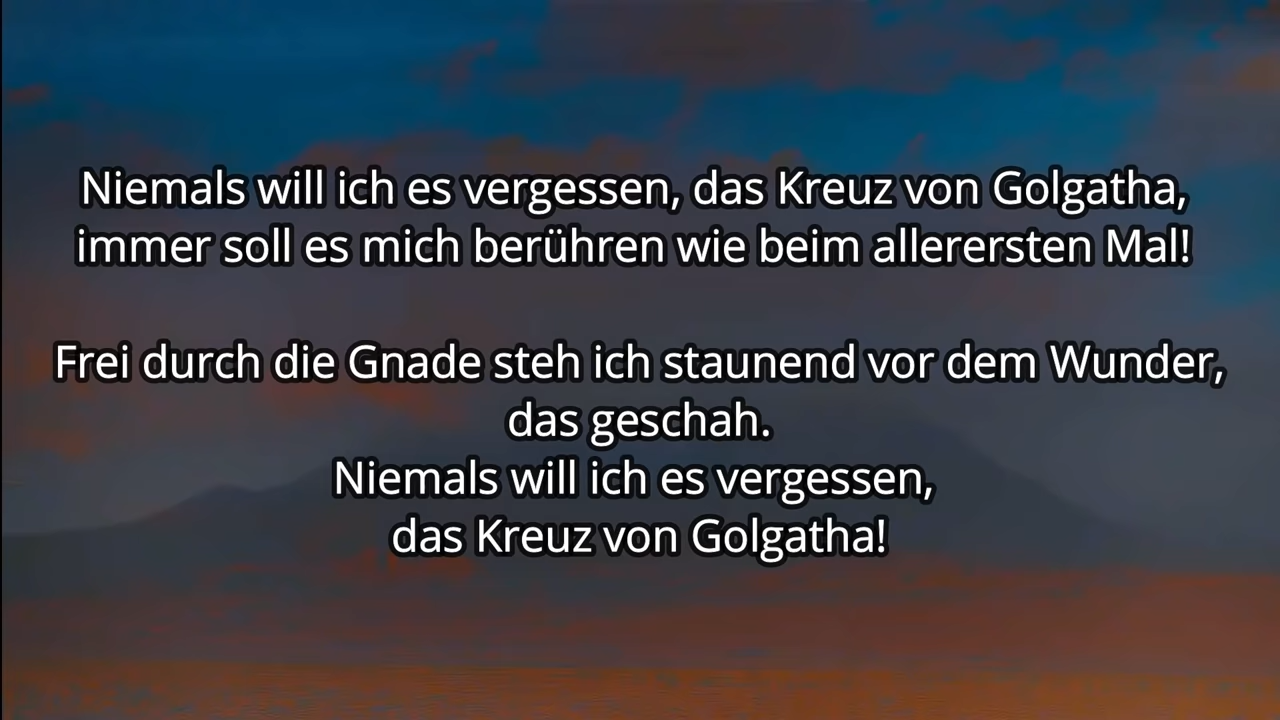 Niemals will ich es vergessen, das Kreuz von Golgatha,
immer soll es mich berühren wie beim allerersten Mal!
Frei durch die Gnade steh ich staunend vor dem Wunder,
das geschah.
Niemals will ich es vergessen,
das Kreuz von Golgatha!